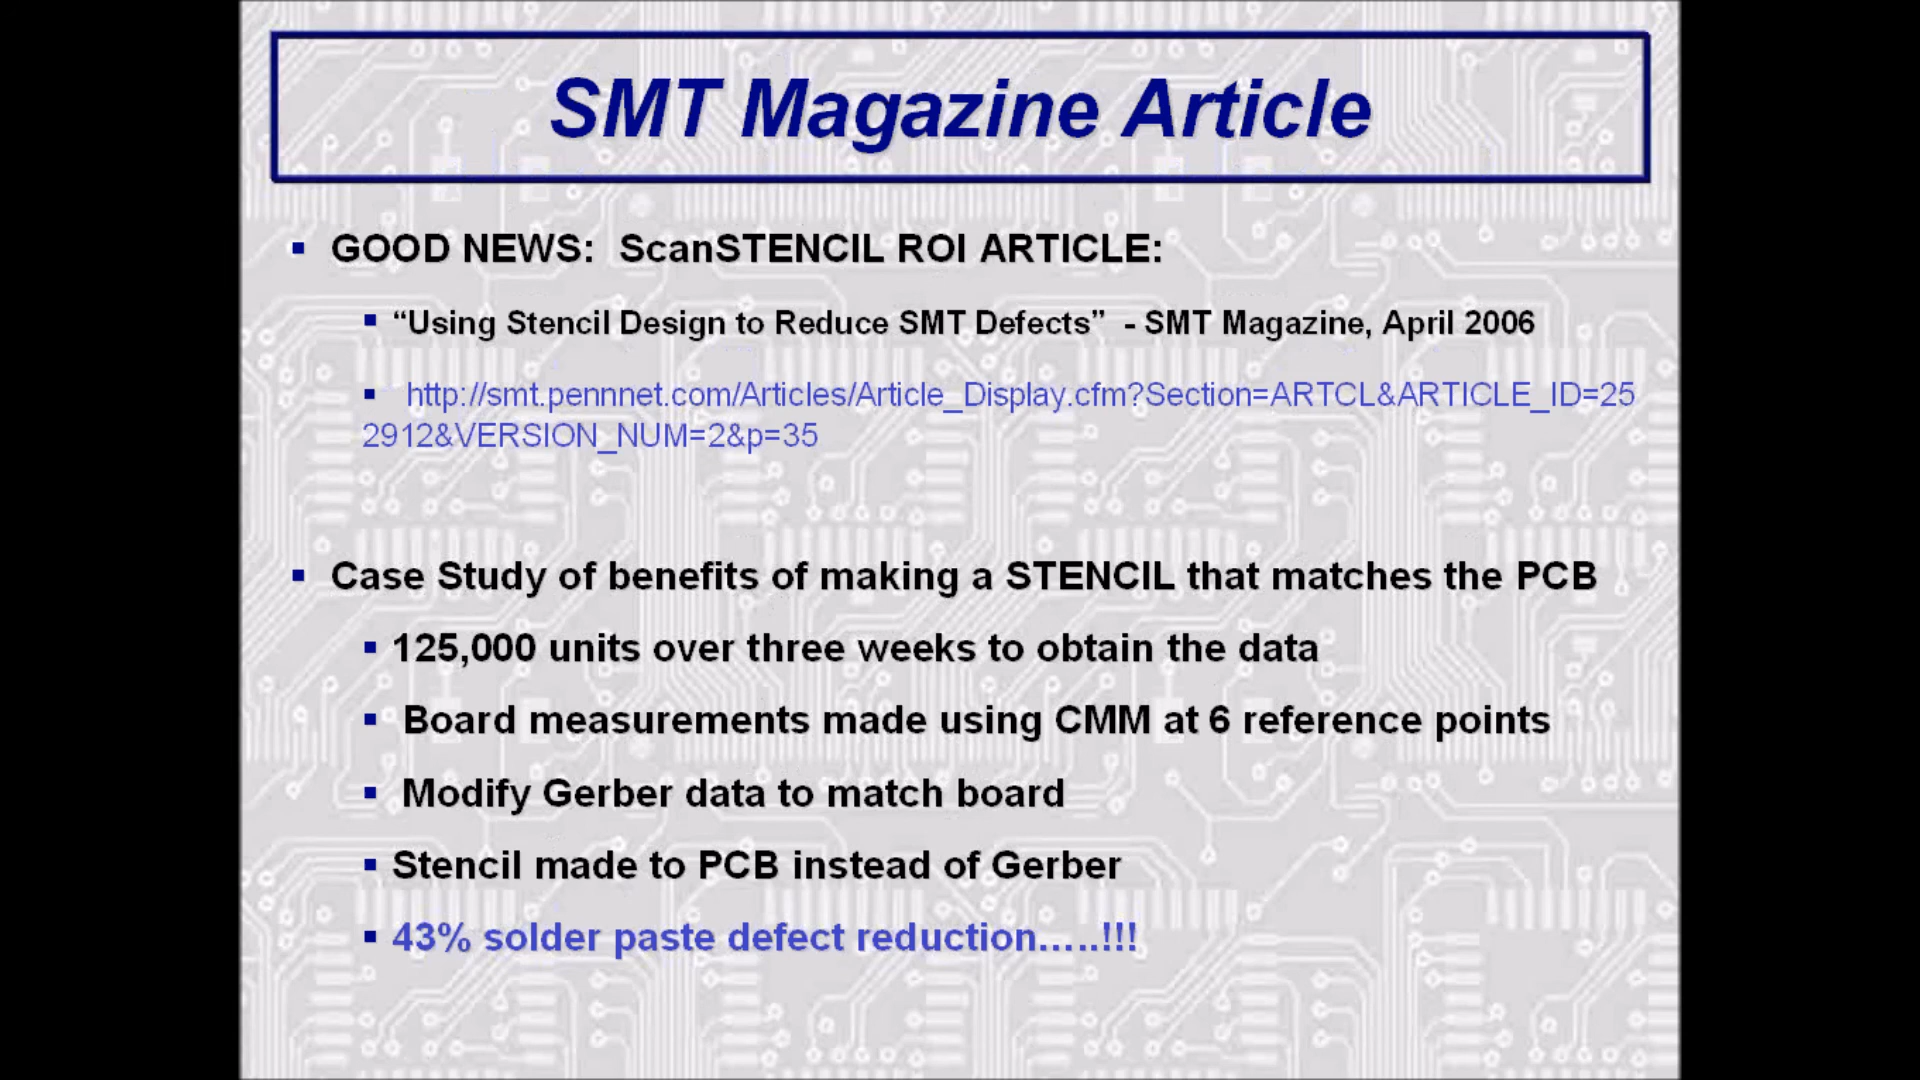 SMT Magazine Article
▪ GOOD NEWS:  ScanSTENCIL ROI ARTICLE:
▪ “Using Stencil Design to Reduce SMT Defects”  - SMT Magazine, April 2006
▪ http://smt.pennnet.com/Articles/Article_Display.cfm?Section=ARTCL&ARTICLE_ID=25
2912&VERSION_NUM=2&p=35
▪ Case Study of benefits of making a STENCIL that matches the PCB
▪ 125,000 units over three weeks to obtain the data
▪ Board measurements made using CMM at 6 reference points
▪ Modify Gerber data to match board
▪ Stencil made to PCB instead of Gerber
▪ 43% solder paste defect reduction…..!!!